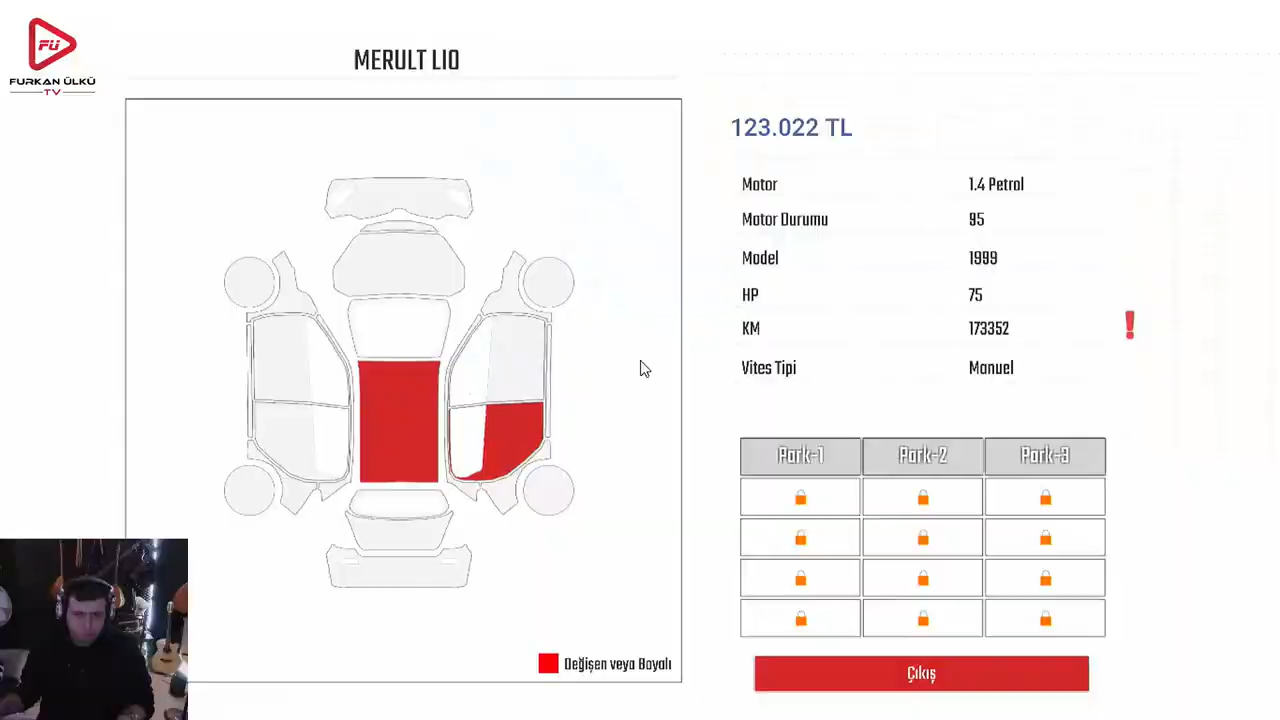 FU
FURKAN ÜLKÜ
TV
MERULT LIO
123.022 TL
Motor 1.4 Petrol
Motor Durumu 95
Model 1999
HP 75
KM 173352 !
Vites Tipi Manuel
Park-1 Park-2 Park-3
Değişen veya Boyalı
Çıkış